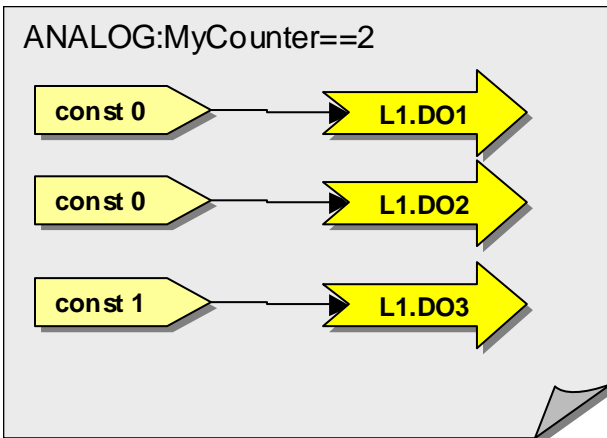 ANALOG:MyCounter==2
const 0
L1.DO1
const 0
L1.DO2
const 1
L1.DO3